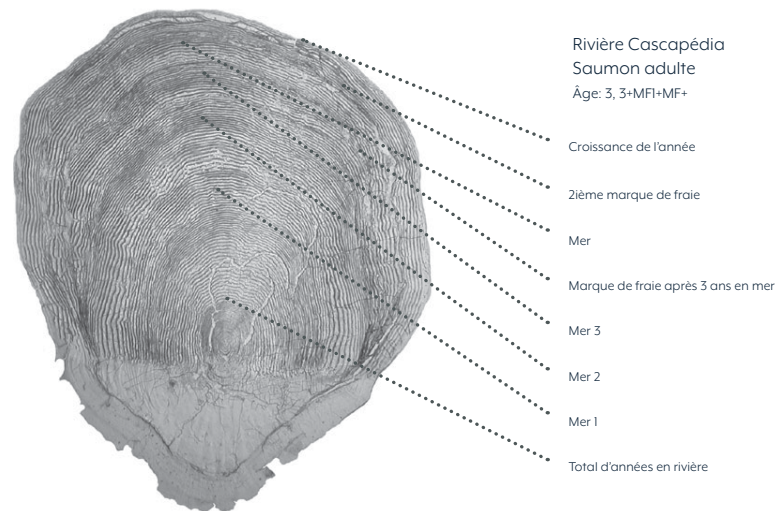 Rivière Cascapédia
Saumon adulte
Âge: 3, 3+MF1+MF+
Croissance de l'année
2ième marque de fraie
Mer
Marque de fraie après 3 ans en mer
Mer 3
Mer 2
Mer 1
Total d'années en rivière